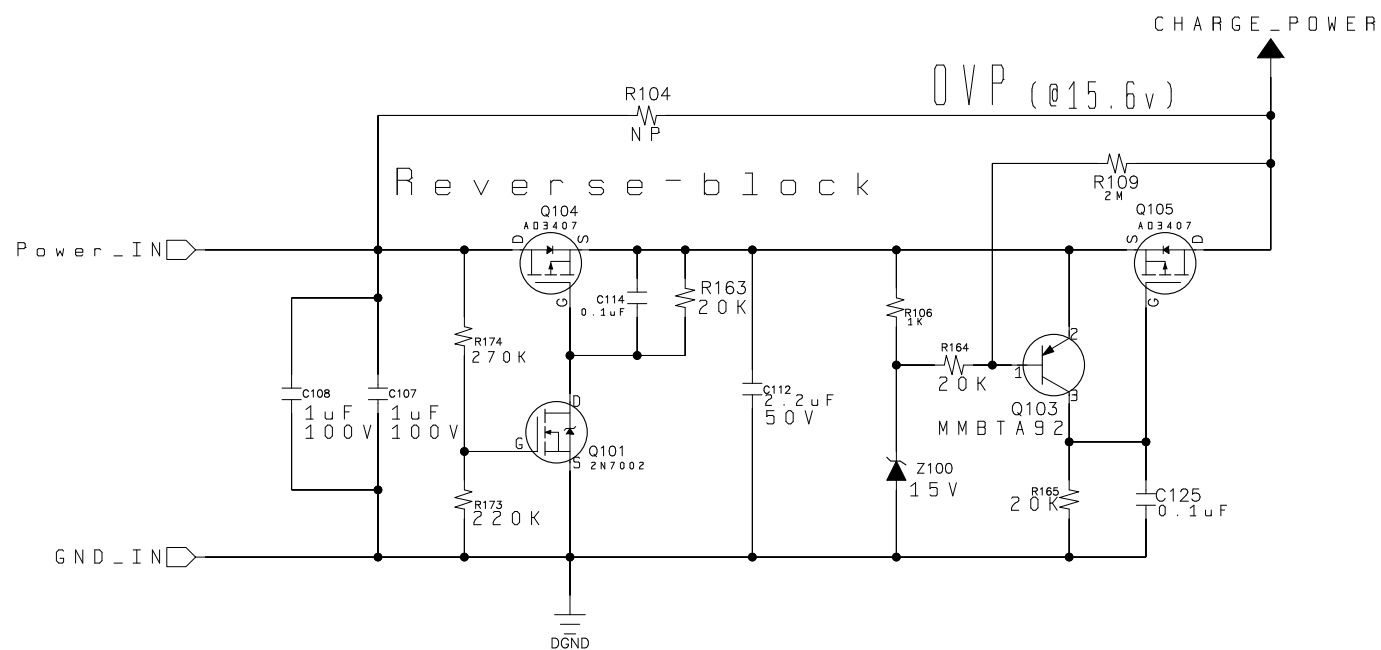 CHARGE_POWER
OVP (@15.6v)
R104
NP
Reverse-block
R109
2M
Q104
AO3407
Q105
AO3407
D
S
S
D
Power_IN
G
G
C114
0.1uF
R163
20K
R106
1K
R174
270K
R164
20K
2
1
3
C108
1uF
100V
C107
1uF
100V
C112
2.2uF
50V
Q103
MMBTA92
D
G
S
Q101
2N7002
Z100
15V
R173
220K
R165
20K
C125
0.1uF
GND_IN
DGND